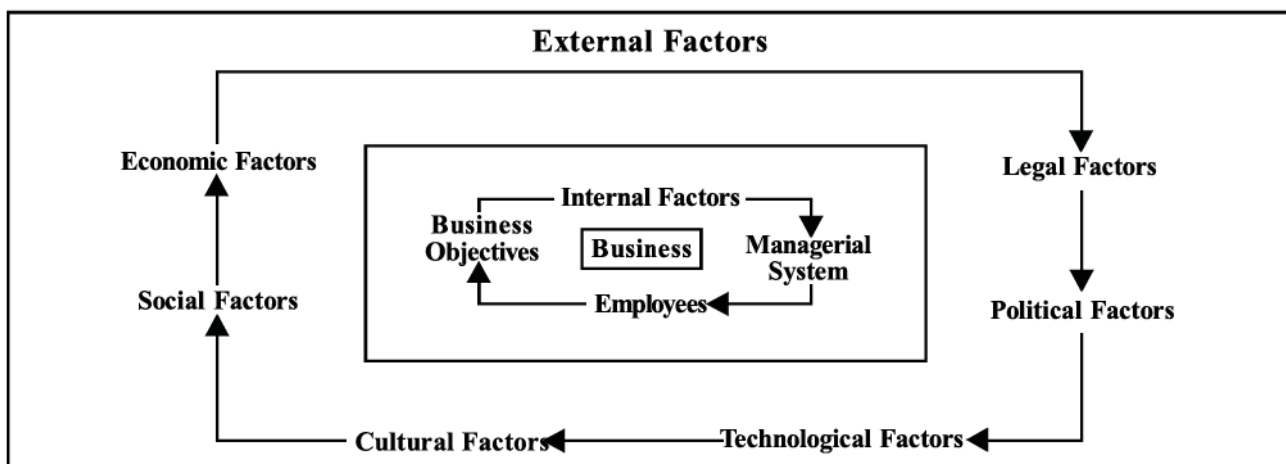 External Factors
Economic Factors
Legal Factors
Internal Factors
Business
Objectives
Business
Managerial
System
Employees
Social Factors
Political Factors
Cultural Factors
Technological Factors